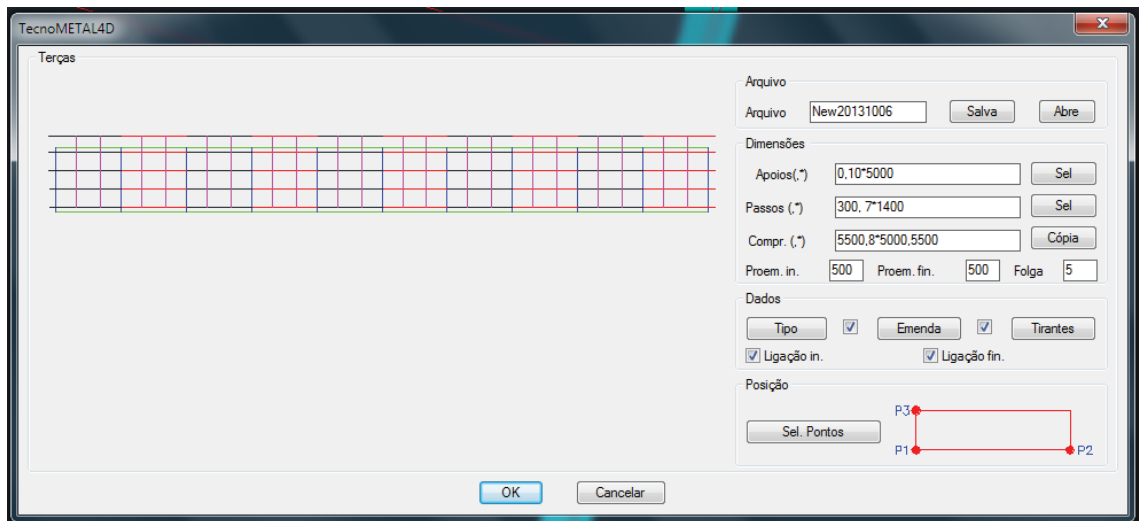 TecnoMETAL4D
Terças
Arquivo
Arquivo New20131006 Salva Abre
Dimensões
Apoios(,*) 0,10*5000 Sel
Passos (,*) 300, 7*1400 Sel
Compr. (,*) 5500,8*5000,5500 Cópia
Proem. in. 500 Proem. fin. 500 Folga 5
Dados
Tipo Emenda Tirantes
Ligação in. Ligação fin.
Posição
Sel. Pontos
P3
P1 P2
OK Cancelar